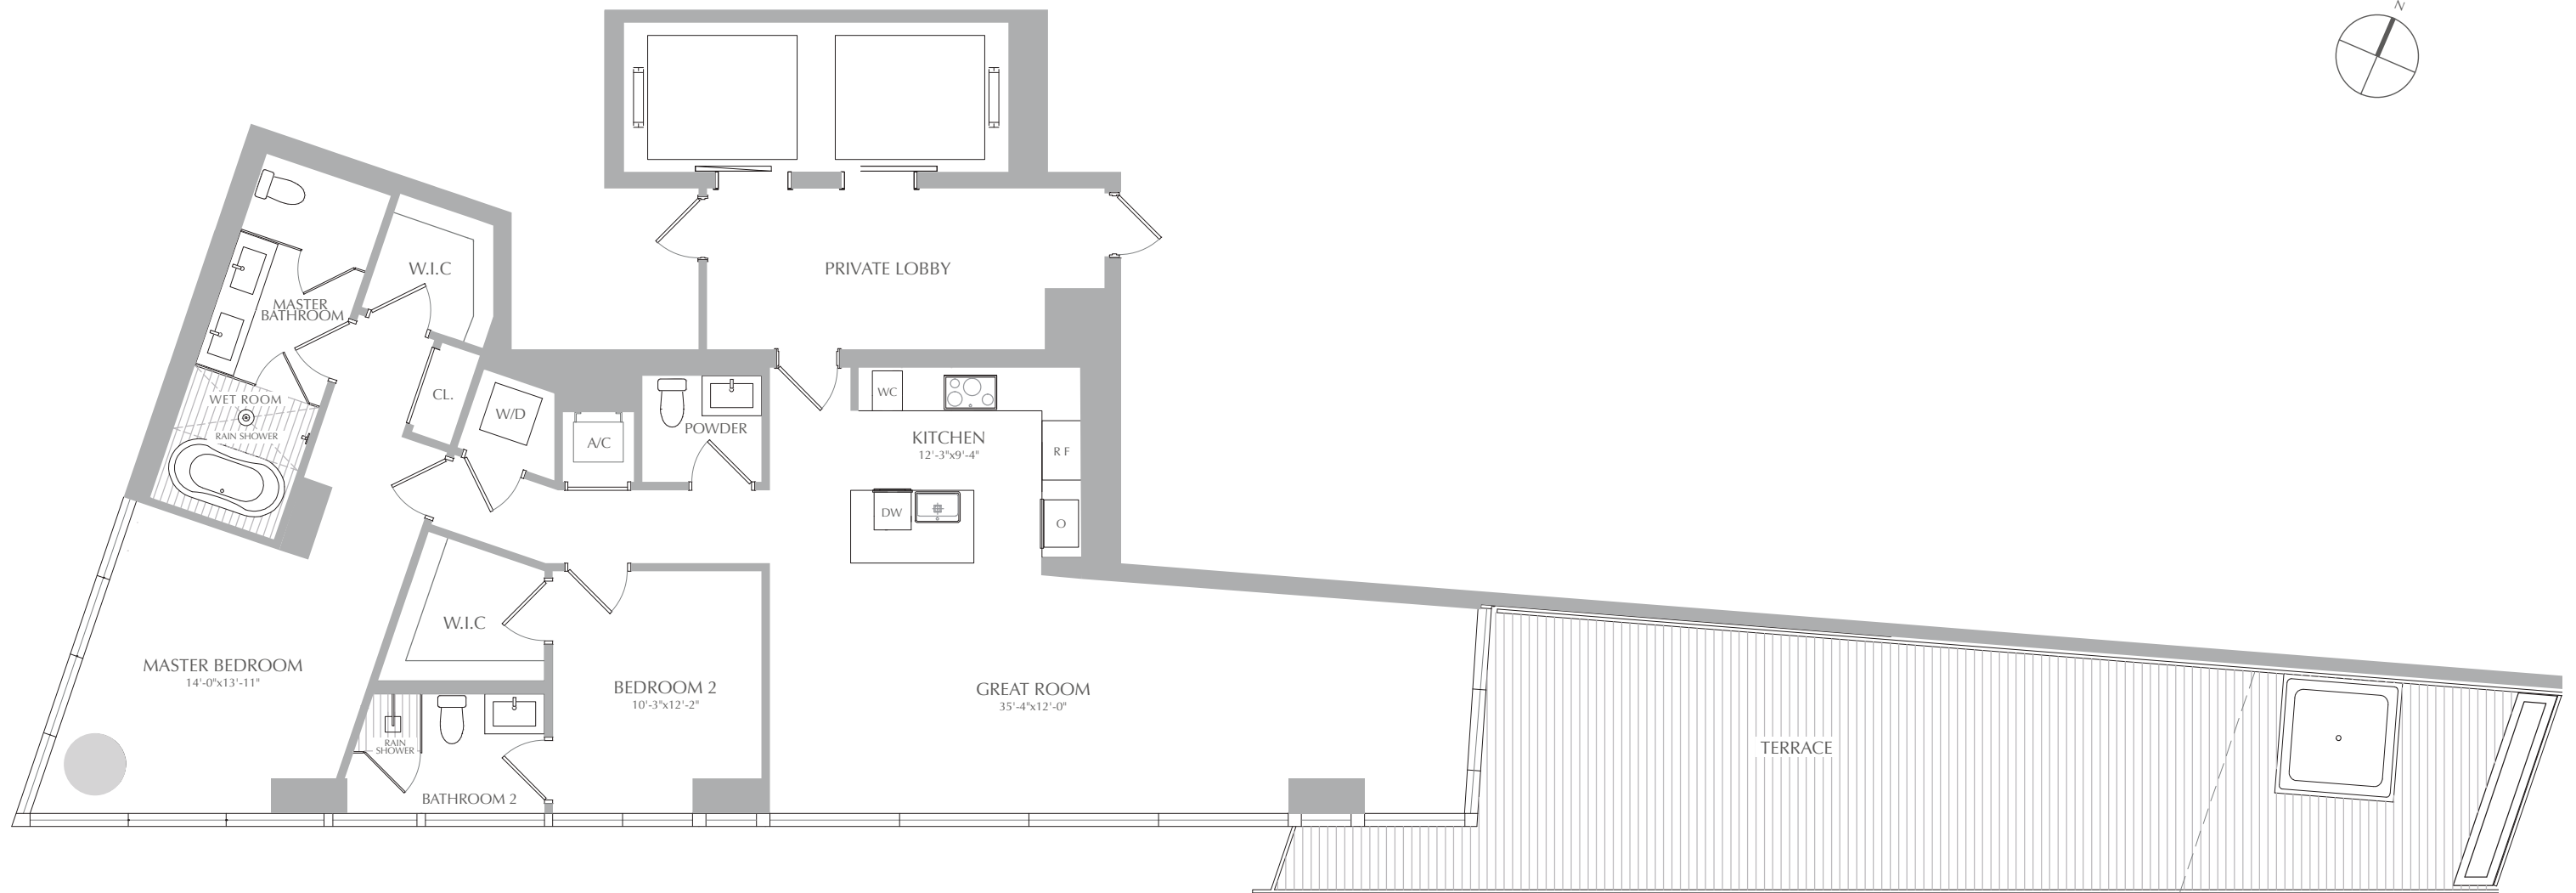 N
W.I.C
PRIVATE LOBBY
MASTER
BATHROOM
WET ROOM
RAIN SHOWER
CL.
W/D
A/C
POWDER
WC
KITCHEN
12'-3"x9'-4"
R F
DW
O
W.I.C
MASTER BEDROOM
14'-0"x13'-11"
BEDROOM 2
10'-3"x12'-2"
GREAT ROOM
35'-4"x12'-0"
TERRACE
RAIN
SHOWER
BATHROOM 2